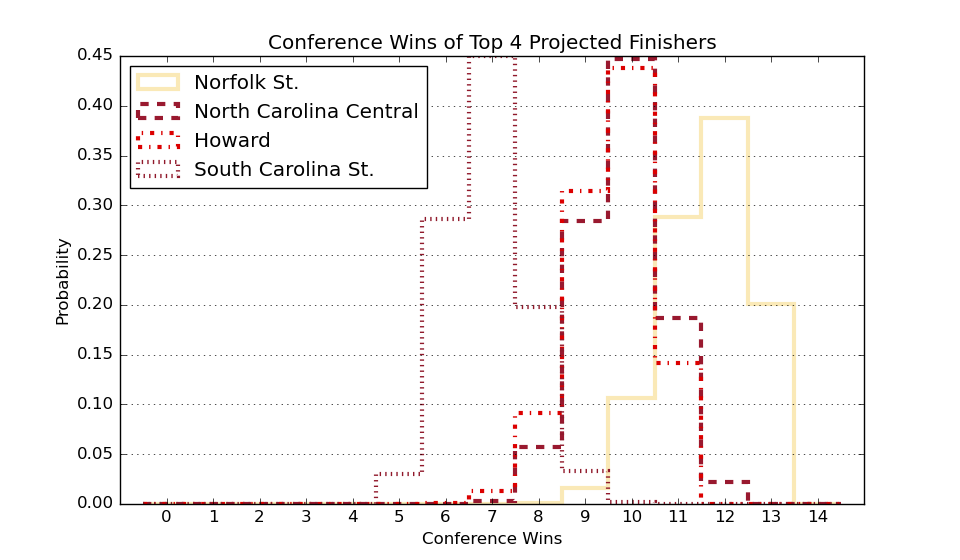 Conference Wins of Top 4 Projected Finishers
0.45
0.40
0.35
0.30
0.25
0.20
0.15
0.10
0.05
0.00
Probability
Norfolk St.
North Carolina Central
Howard
South Carolina St.
0 1 2 3 4 5 6 7 8 9 10 11 12 13 14
Conference Wins